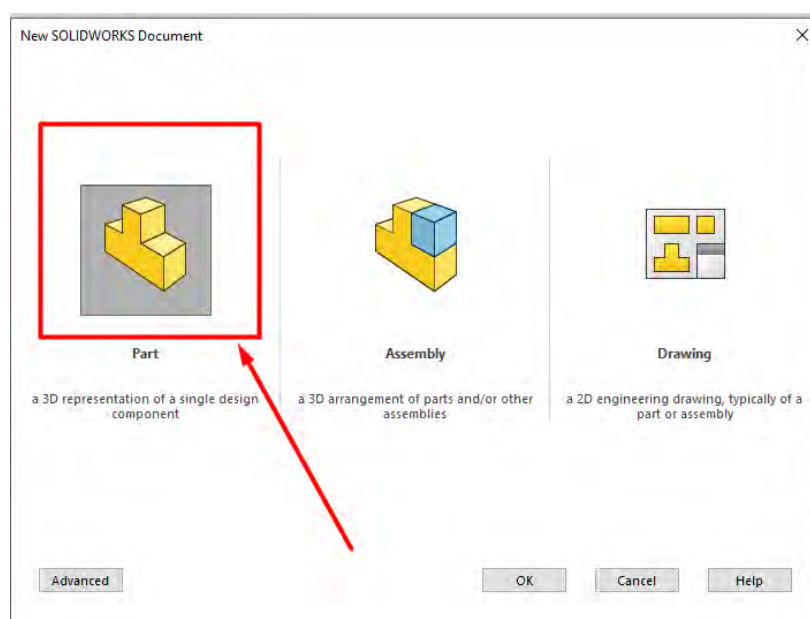 New SOLIDWORKS Document
Part
a 3D representation of a single design
component
Assembly
a 3D arrangement of parts and/or other
assemblies
Drawing
a 2D engineering drawing, typically of a
part or assembly
Advanced
OK
Cancel
Help